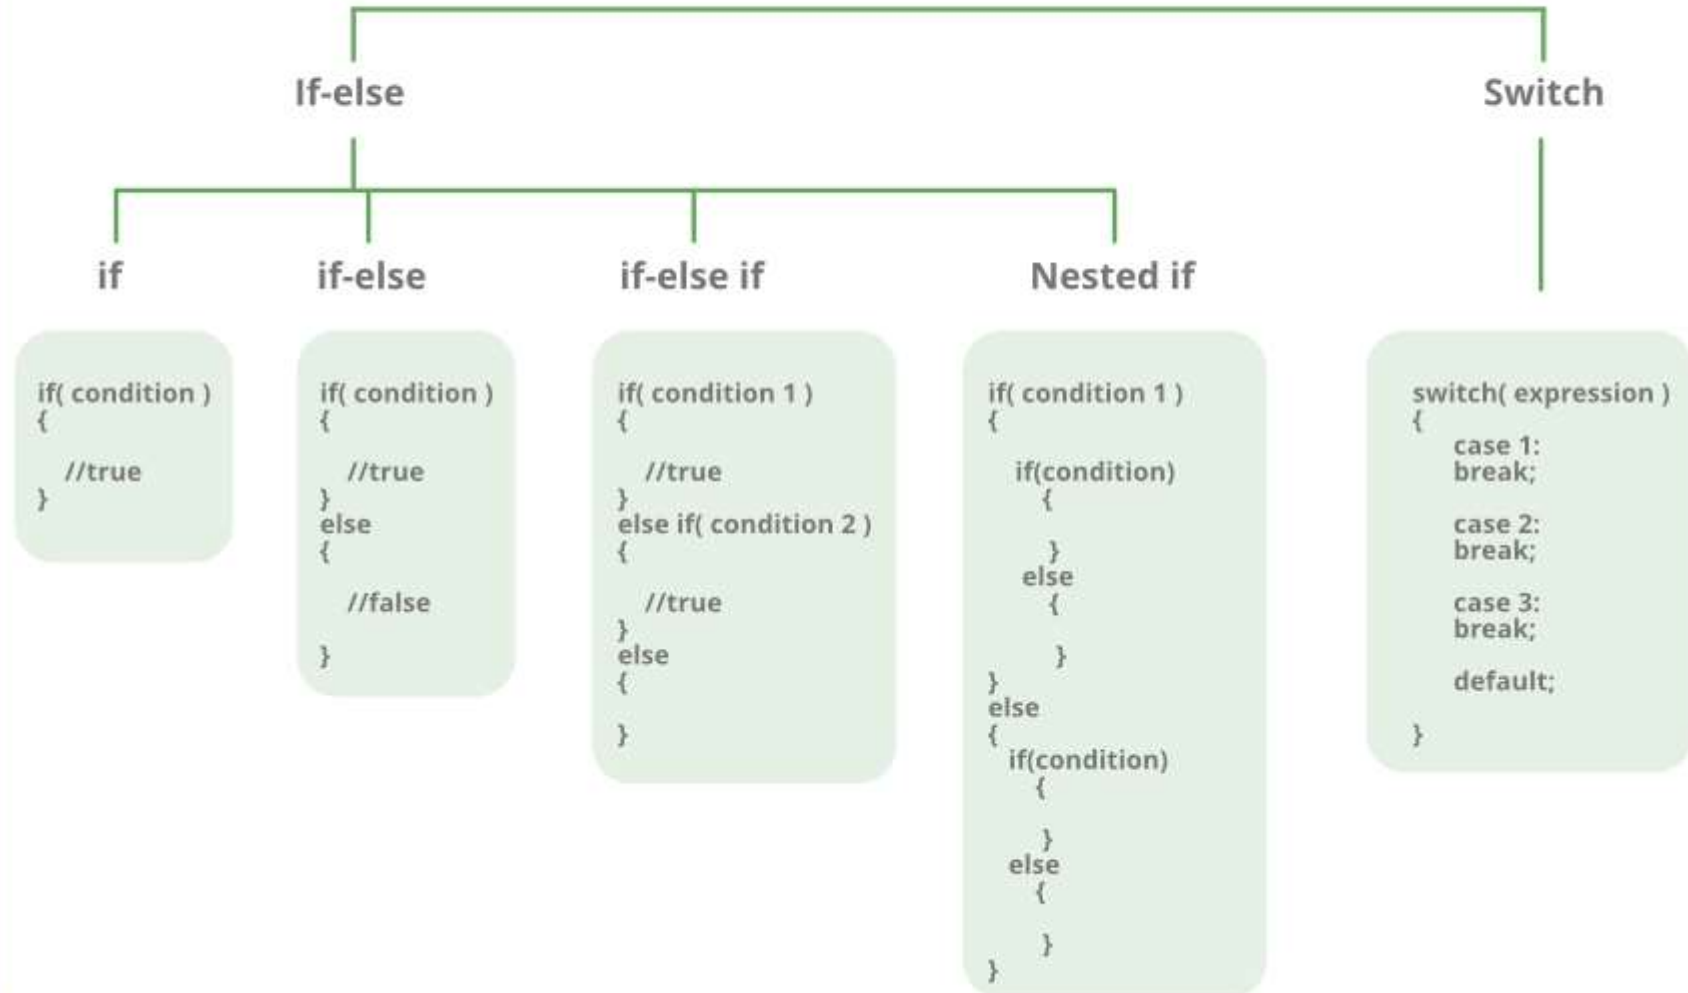 If-else
Switch
if
if-else
if-else if
Nested if
if( condition )
{
//true
}
if( condition )
{
//true
}
else
{
//false
}
if( condition 1 )
{
//true
}
else if( condition 2 )
{
//true
}
else
{
}
if( condition 1 )
{
if(condition)
{
}
else
{
}
}
else
{
if(condition)
{
}
else
{
}
}
switch( expression )
{
case 1:
break;
case 2:
break;
case 3:
break;
default;
}